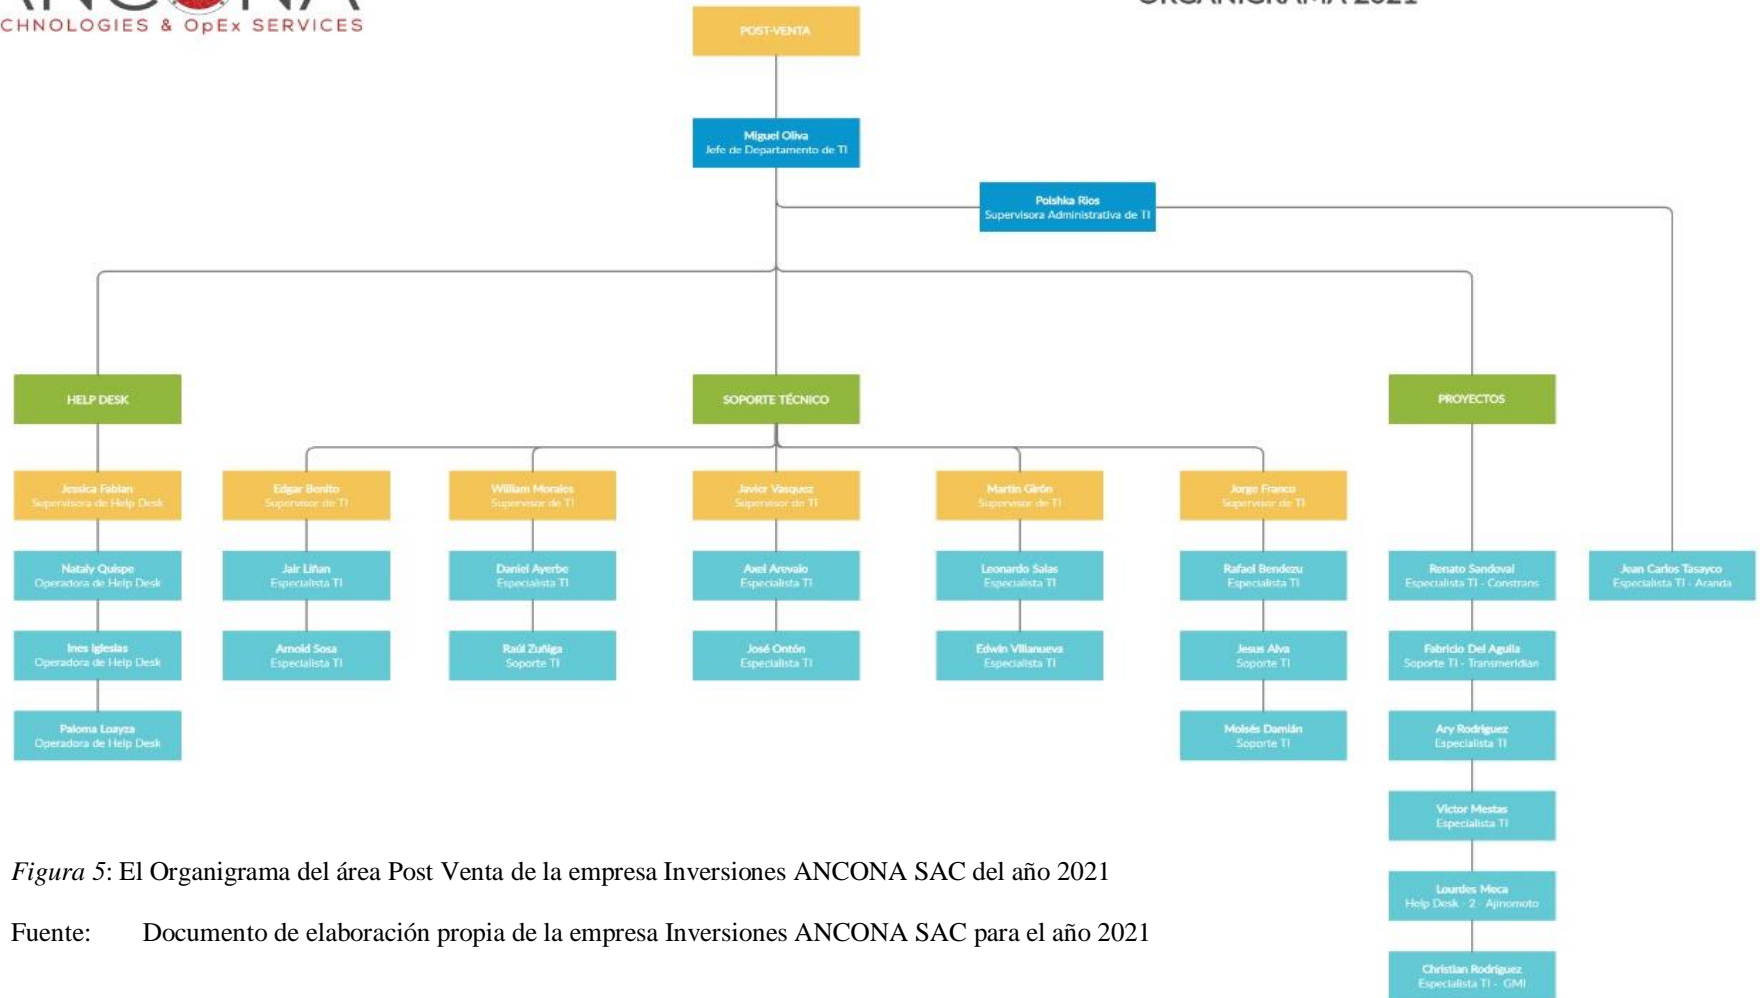 CHNOLOGIES & OpEx SERVICES
ORGANIGRAMA 2021
POST-VENTA
Miguel Oliva
Jefe de Departamento de TI
Polshka Rios
Supervisora Administrativa de TI
HELP DESK
SOPORTE TÉCNICO
PROYECTOS
Jessica Fabian
Supervisora de Help Desk
Edgar Benito
Supervisor de TI
William Morales
Supervisor de TI
Javier Vasquez
Supervisor de TI
Martin Girón
Supervisor de TI
Jorge Franco
Supervisor de TI
Nataly Quispe
Operadora de Help Desk
Jair Liñan
Especialista TI
Daniel Ayerbe
Especialista TI
Axel Arevalo
Especialista TI
Leonardo Salas
Especialista TI
Rafael Bendezu
Especialista TI
Renato Sandoval
Especialista TI - Constrans
Jean Carlos Tasayco
Especialista TI - Aranda
Ines Iglesias
Operadora de Help Desk
Arnold Sosa
Especialista TI
Raúl Zuñiga
Soporte TI
José Ontón
Especialista TI
Edwin Villanueva
Especialista TI
Jesus Alva
Soporte TI
Fabricio Del Aguila
Soporte TI - Transmeridian
Paloma Loayza
Operadora de Help Desk
Moisés Damián
Soporte TI
Ary Rodriguez
Especialista TI
Victor Mestas
Especialista TI
Lourdes Meca
Help Desk - 2 - Ajinomoto
Christian Rodríguez
Especialista TI - GMI
Figura 5: El Organigrama del área Post Venta de la empresa Inversiones ANCONA SAC del año 2021
Fuente: Documento de elaboración propia de la empresa Inversiones ANCONA SAC para el año 2021